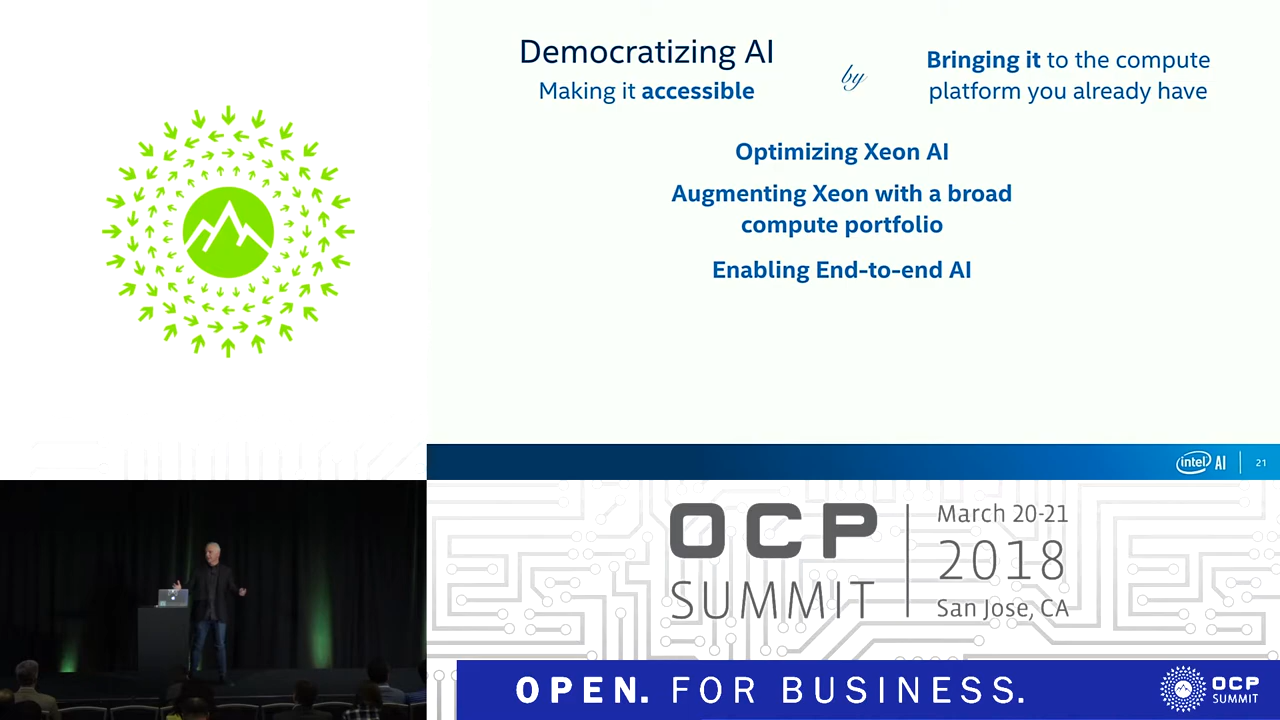 Democratizing AI
Making it accessible
by
Bringing it to the compute
platform you already have
Optimizing Xeon AI
Augmenting Xeon with a broad
compute portfolio
Enabling End-to-end AI
intel AI
21
OCP
SUMMIT
March 20-21
2018
San Jose, CA
OPEN. FOR BUSINESS.
OCP
SUMMIT